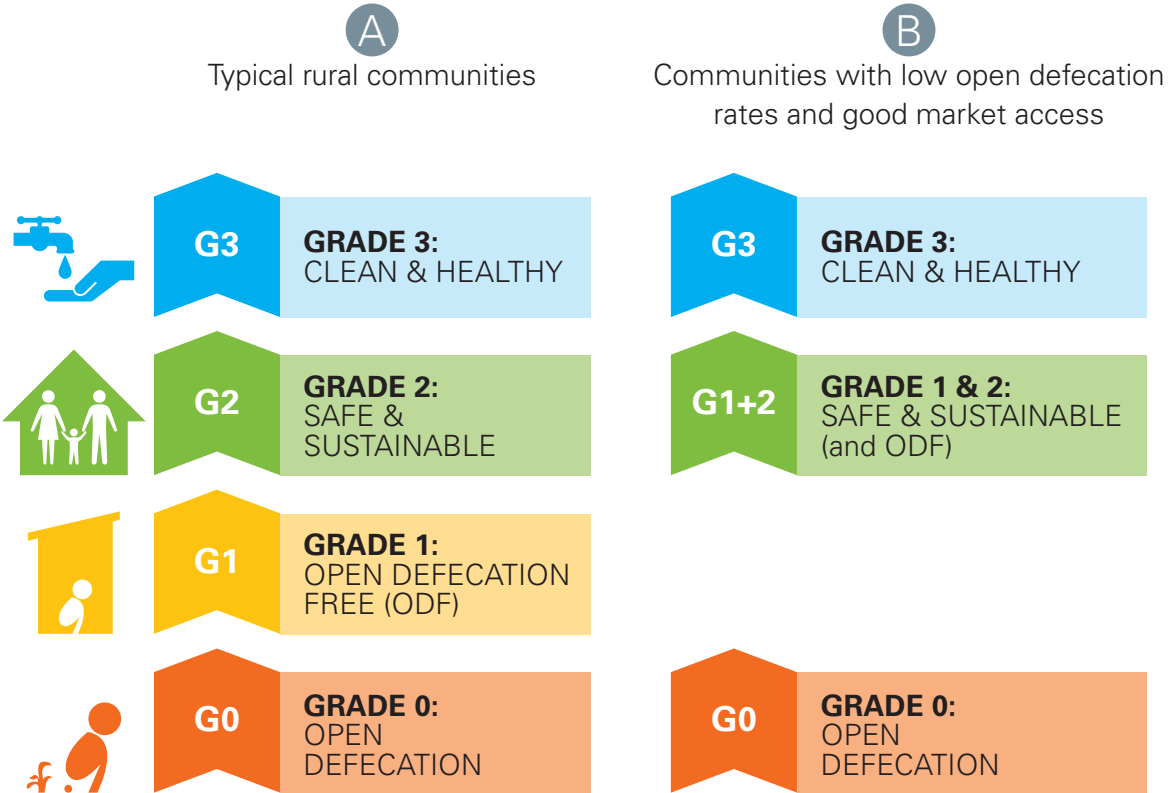 A
Typical rural communities
G3
GRADE 3:
CLEAN & HEALTHY
G2
GRADE 2:
SAFE &
SUSTAINABLE
G1
GRADE 1:
OPEN DEFECATION
FREE (ODF)
G0
GRADE 0:
OPEN
DEFECATION
B
Communities with low open defecation
rates and good market access
G3
GRADE 3:
CLEAN & HEALTHY
G1+2
GRADE 1 & 2:
SAFE & SUSTAINABLE
(and ODF)
G0
GRADE 0:
OPEN
DEFECATION